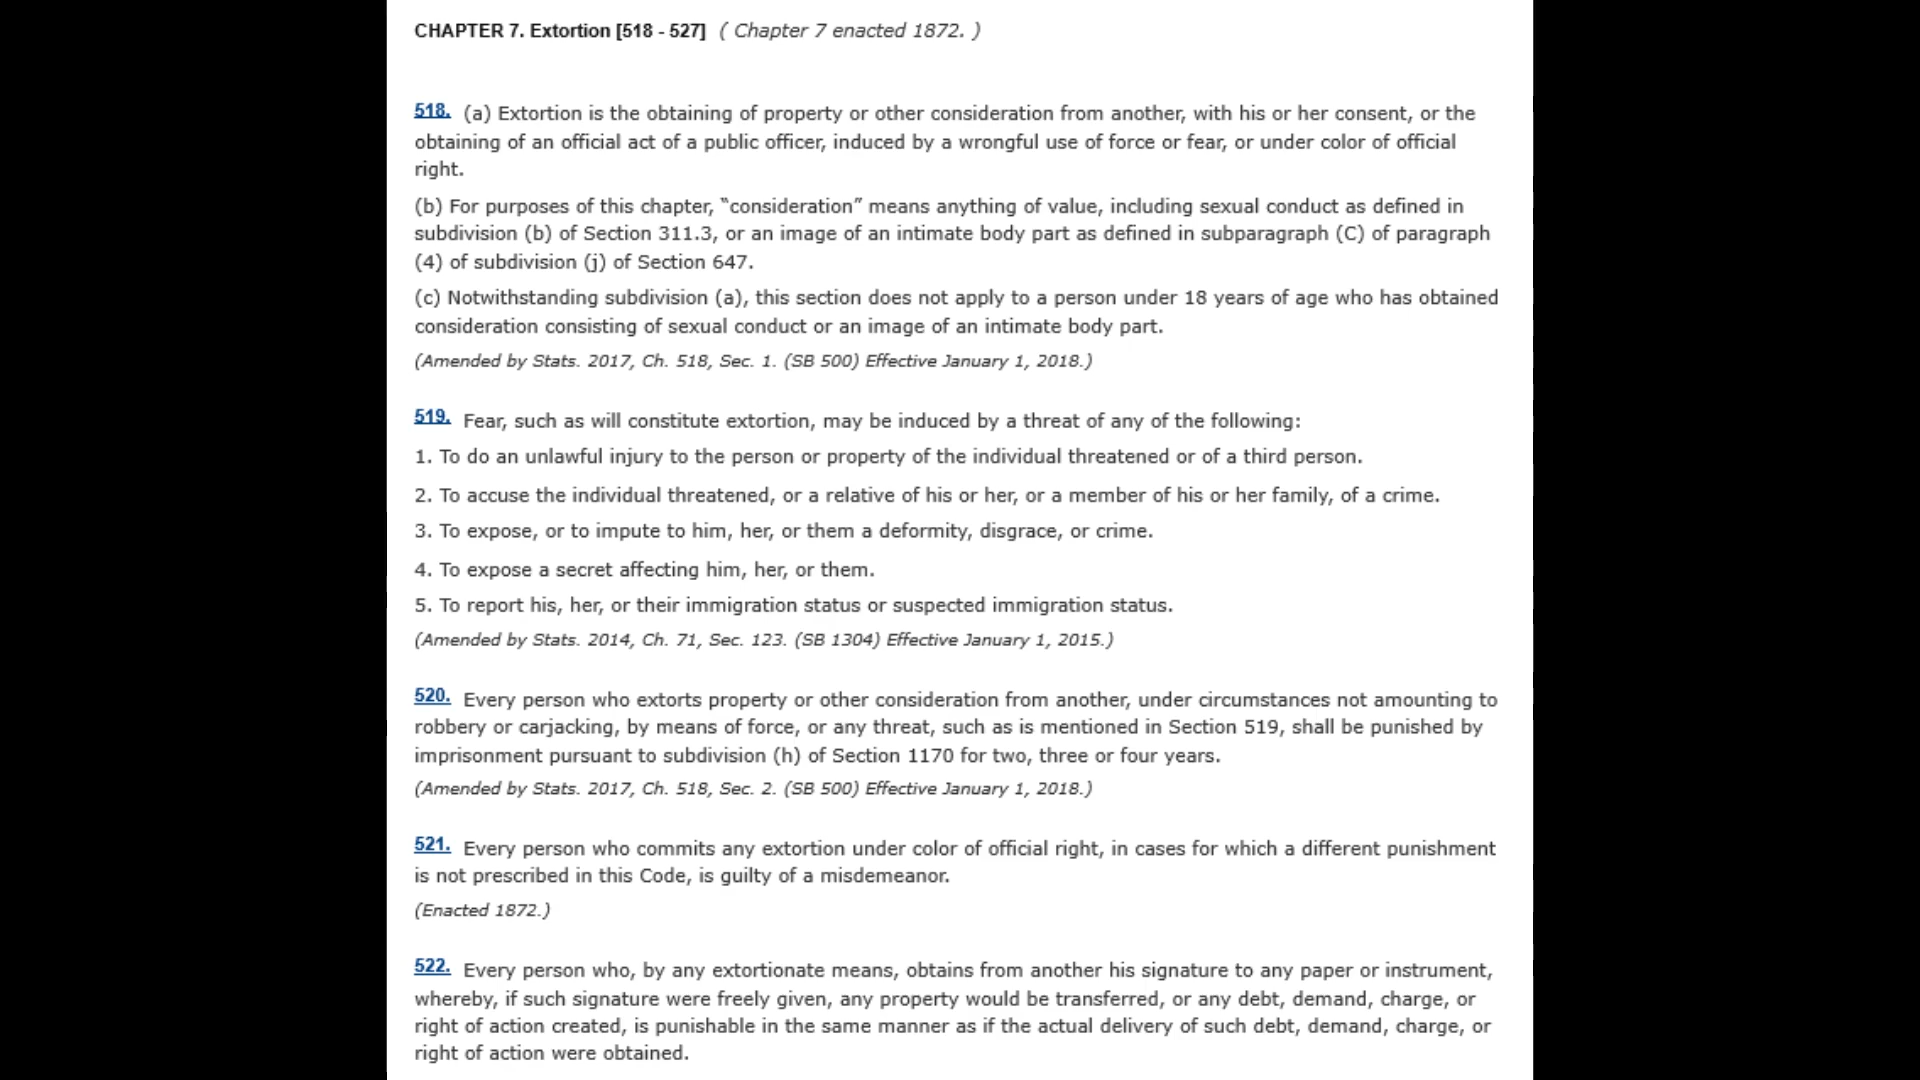 CHAPTER 7. Extortion [518 - 527] ( Chapter 7 enacted 1872. )
518. (a) Extortion is the obtaining of property or other consideration from another, with his or her consent, or the
obtaining of an official act of a public officer, induced by a wrongful use of force or fear, or under color of official
right.
(b) For purposes of this chapter, “consideration” means anything of value, including sexual conduct as defined in
subdivision (b) of Section 311.3, or an image of an intimate body part as defined in subparagraph (C) of paragraph
(4) of subdivision (j) of Section 647.
(c) Notwithstanding subdivision (a), this section does not apply to a person under 18 years of age who has obtained
consideration consisting of sexual conduct or an image of an intimate body part.
(Amended by Stats. 2017, Ch. 518, Sec. 1. (SB 500) Effective January 1, 2018.)
519. Fear, such as will constitute extortion, may be induced by a threat of any of the following:
1. To do an unlawful injury to the person or property of the individual threatened or of a third person.
2. To accuse the individual threatened, or a relative of his or her, or a member of his or her family, of a crime.
3. To expose, or to impute to him, her, or them a deformity, disgrace, or crime.
4. To expose a secret affecting him, her, or them.
5. To report his, her, or their immigration status or suspected immigration status.
(Amended by Stats. 2014, Ch. 71, Sec. 123. (SB 1304) Effective January 1, 2015.)
520. Every person who extorts property or other consideration from another, under circumstances not amounting to
robbery or carjacking, by means of force, or any threat, such as is mentioned in Section 519, shall be punished by
imprisonment pursuant to subdivision (h) of Section 1170 for two, three or four years.
(Amended by Stats. 2017, Ch. 518, Sec. 2. (SB 500) Effective January 1, 2018.)
521. Every person who commits any extortion under color of official right, in cases for which a different punishment
is not prescribed in this Code, is guilty of a misdemeanor.
(Enacted 1872.)
522. Every person who, by any extortionate means, obtains from another his signature to any paper or instrument,
whereby, if such signature were freely given, any property would be transferred, or any debt, demand, charge, or
right of action created, is punishable in the same manner as if the actual delivery of such debt, demand, charge, or
right of action were obtained.